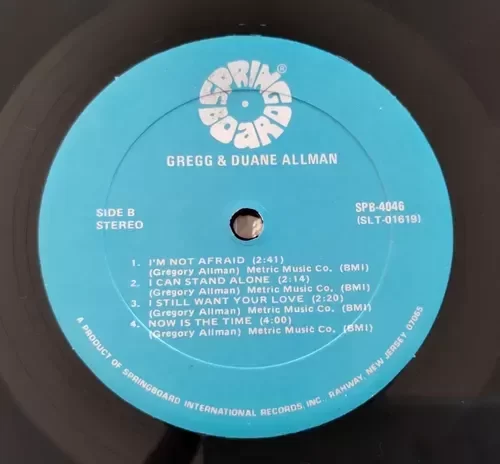 SPRINGBOARD®
GREGG & DUANE ALLMAN
SIDE B
STEREO
SPB-4046
(SLT-01619)
1. I'M NOT AFRAID (2:41)
(Gregory Allman) Metric Music Co. (BMI)
2. I CAN STAND ALONE (2:14)
(Gregory Allman) Metric Music Co. (BMI)
3. I STILL WANT YOUR LOVE (2:20)
(Gregory Allman) Metric Music Co. (BMI)
4. NOW IS THE TIME (4:00)
(Gregory Allman) Metric Music Co. (BMI)
A PRODUCT OF SPRINGBOARD INTERNATIONAL RECORDS INC., RAHWAY, NEW JERSEY 07065